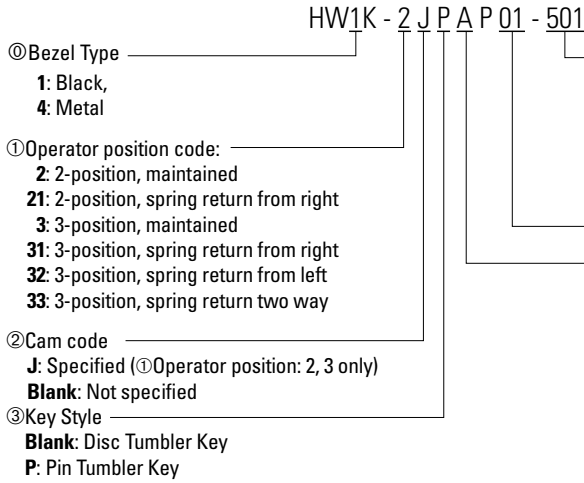 HW1K - 2 J P A P 01 - 501
⓪Bezel Type
1: Black,
4: Metal
①Operator position code:
2: 2-position, maintained
21: 2-position, spring return from right
3: 3-position, maintained
31: 3-position, spring return from right
32: 3-position, spring return from left
33: 3-position, spring return two way
②Cam code
J: Specified (①Operator position: 2, 3 only)
Blank: Not specified
③Key Style
Blank: Disc Tumbler Key
P: Pin Tumbler Key